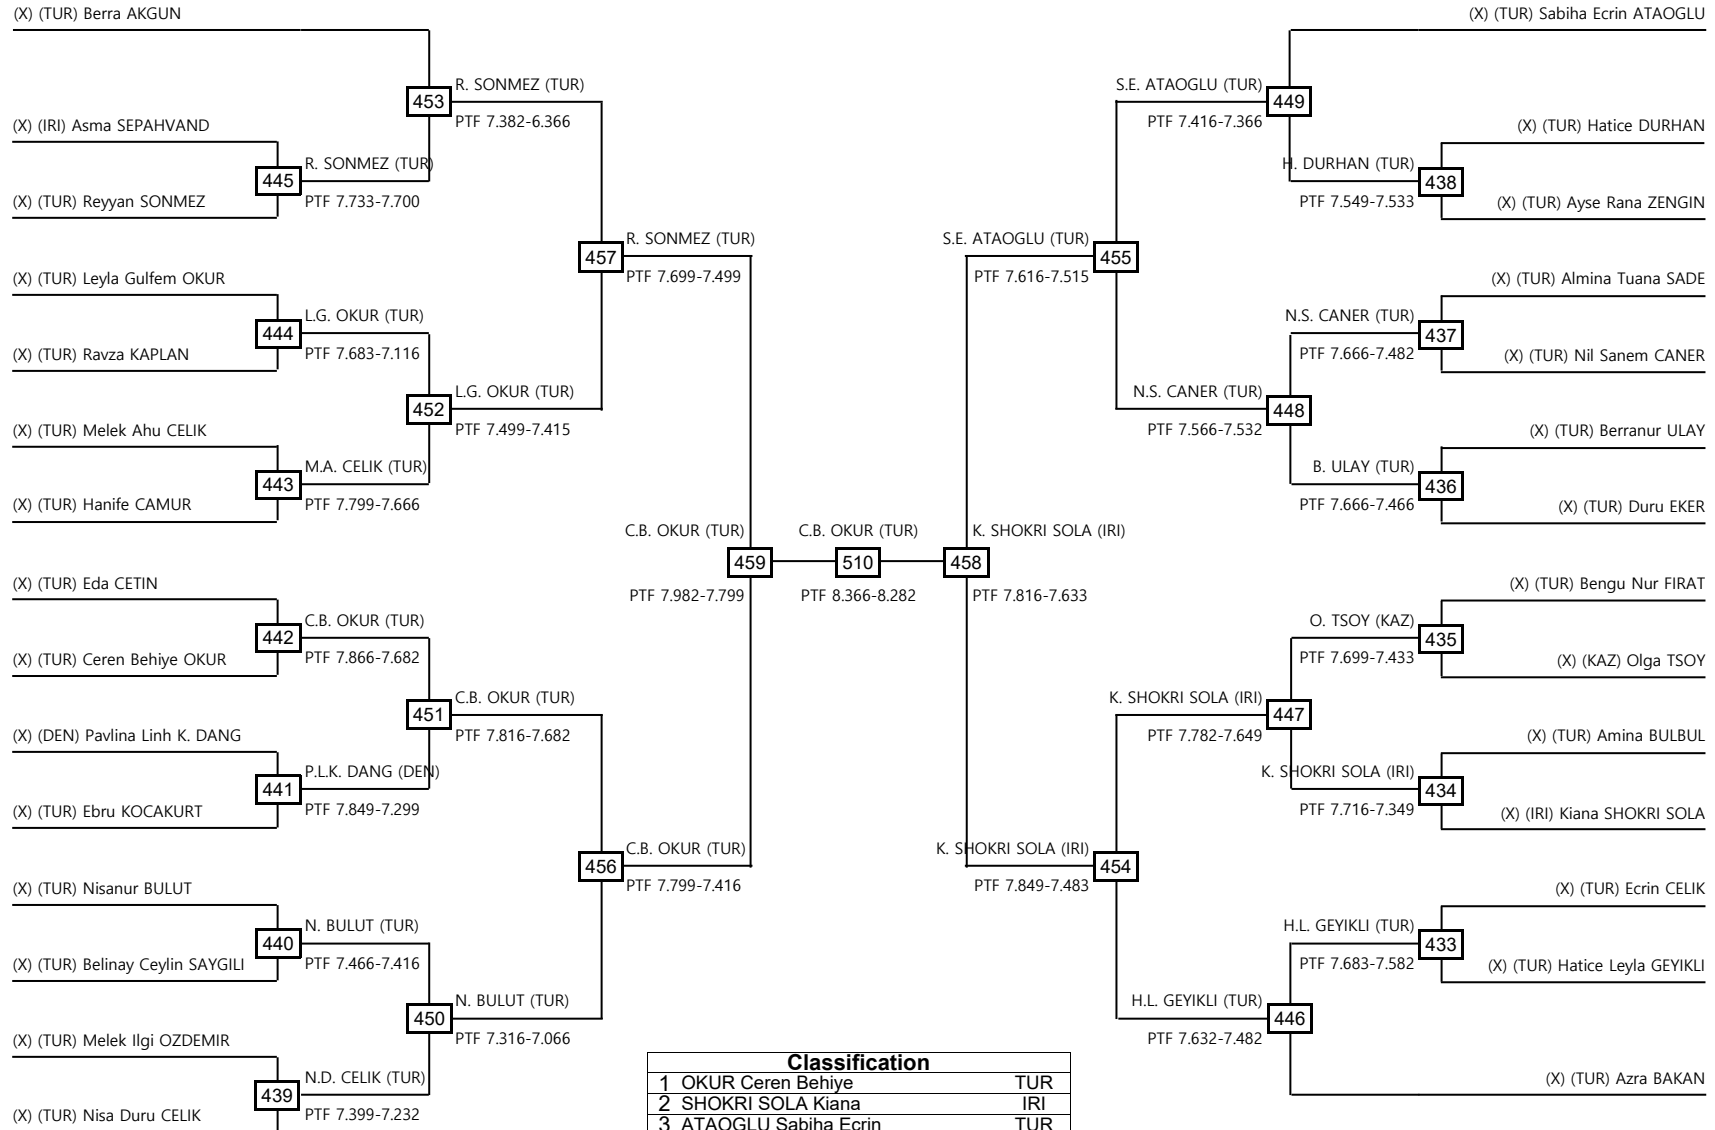 (X) (TUR) Berra AKGUN
(X) (TUR) Sabiha Ecrin ATAOGLU
R. SONMEZ (TUR)
S.E. ATAOGLU (TUR)
453
449
PTF 7.382-6.366
PTF 7.416-7.366
(X) (IRI) Asma SEPAHVAND
(X) (TUR) Hatice DURHAN
R. SONMEZ (TUR)
H. DURHAN (TUR)
445
438
(X) (TUR) Reyyan SONMEZ
PTF 7.733-7.700
PTF 7.549-7.533
(X) (TUR) Ayse Rana ZENGIN
R. SONMEZ (TUR)
S.E. ATAOGLU (TUR)
457
455
PTF 7.699-7.499
PTF 7.616-7.515
(X) (TUR) Leyla Gulfem OKUR
(X) (TUR) Almina Tuana SADE
L.G. OKUR (TUR)
N.S. CANER (TUR)
444
437
(X) (TUR) Ravza KAPLAN
PTF 7.683-7.116
PTF 7.666-7.482
(X) (TUR) Nil Sanem CANER
L.G. OKUR (TUR)
N.S. CANER (TUR)
452
448
PTF 7.499-7.415
PTF 7.566-7.532
(X) (TUR) Melek Ahu CELIK
(X) (TUR) Berranur ULAY
M.A. CELIK (TUR)
B. ULAY (TUR)
443
436
(X) (TUR) Hanife CAMUR
PTF 7.799-7.666
PTF 7.666-7.466
(X) (TUR) Duru EKER
C.B. OKUR (TUR)
C.B. OKUR (TUR)
K. SHOKRI SOLA (IRI)
459
510
458
PTF 7.982-7.799
PTF 8.366-8.282
PTF 7.816-7.633
(X) (TUR) Eda CETIN
(X) (TUR) Bengu Nur FIRAT
C.B. OKUR (TUR)
O. TSOY (KAZ)
442
435
(X) (TUR) Ceren Behiye OKUR
PTF 7.866-7.682
PTF 7.699-7.433
(X) (KAZ) Olga TSOY
C.B. OKUR (TUR)
K. SHOKRI SOLA (IRI)
451
447
PTF 7.816-7.682
PTF 7.782-7.649
(X) (DEN) Pavlina Linh K. DANG
(X) (TUR) Amina BULBUL
P.L.K. DANG (DEN)
K. SHOKRI SOLA (IRI)
441
434
(X) (TUR) Ebru KOCAKURT
PTF 7.849-7.299
PTF 7.716-7.349
(X) (IRI) Kiana SHOKRI SOLA
C.B. OKUR (TUR)
K. SHOKRI SOLA (IRI)
456
454
PTF 7.799-7.416
PTF 7.849-7.483
(X) (TUR) Nisanur BULUT
(X) (TUR) Ecrin CELIK
N. BULUT (TUR)
H.L. GEYIKLI (TUR)
440
433
(X) (TUR) Belinay Ceylin SAYGILI
PTF 7.466-7.416
PTF 7.683-7.582
(X) (TUR) Hatice Leyla GEYIKLI
N. BULUT (TUR)
H.L. GEYIKLI (TUR)
450
446
PTF 7.316-7.066
PTF 7.632-7.482
(X) (TUR) Melek Ilgi OZDEMIR
N.D. CELIK (TUR)
(X) (TUR) Azra BAKAN
439
(X) (TUR) Nisa Duru CELIK
PTF 7.399-7.232
Classification
1 OKUR Ceren Behiye TUR
2 SHOKRI SOLA Kiana IRI
3 ATAOGLU Sabiha Ecrin TUR